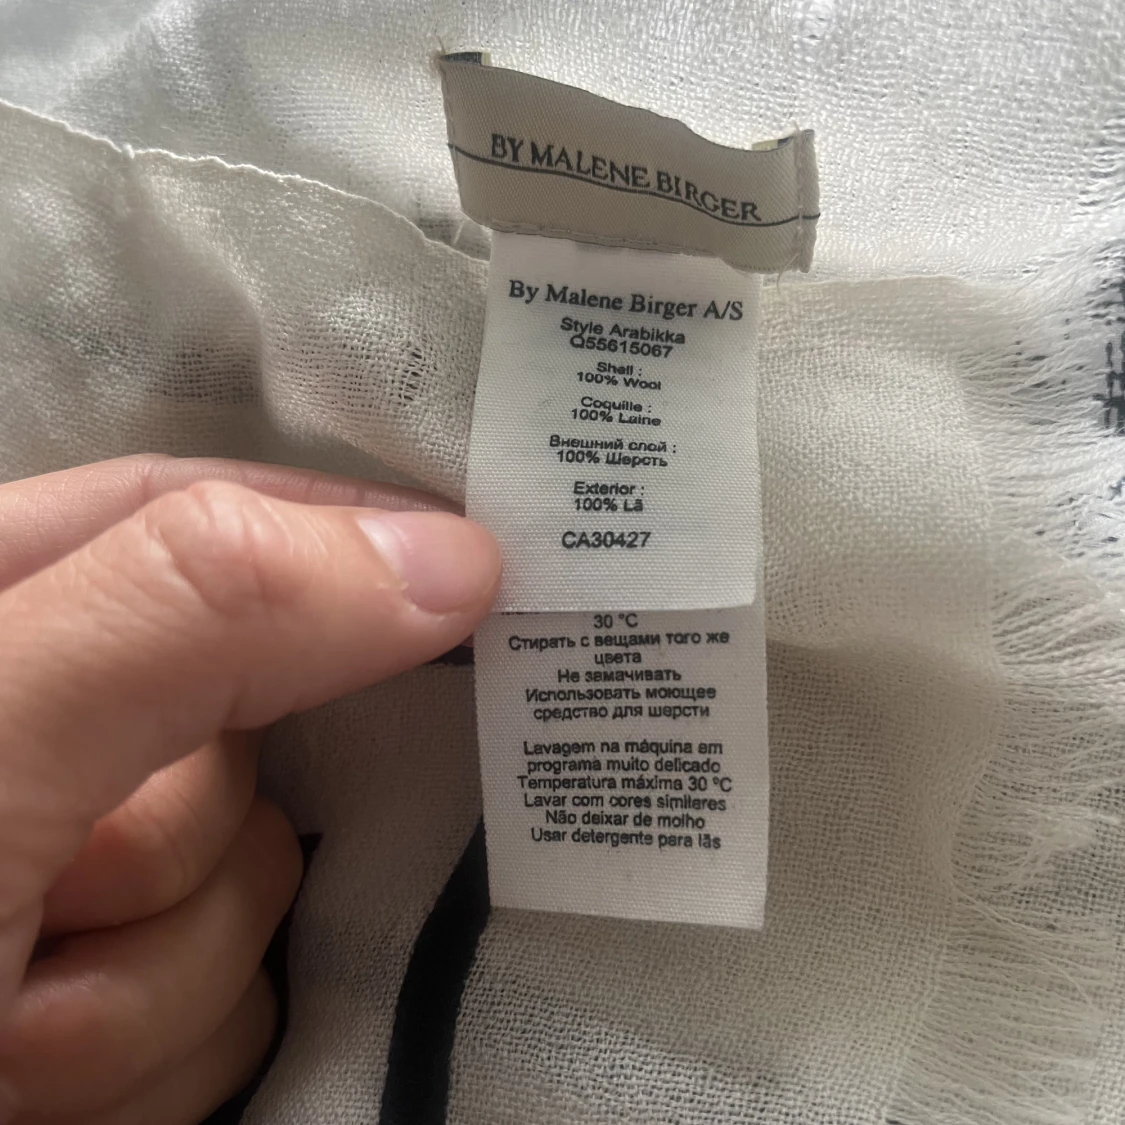 BY MALENE BIRGER
By Malene Birger A/S
Style Arabikka
Q55615067
Shell :
100% Wool
Coquille :
100% Laine
Внешний слой :
100% Шерсть
Exterior :
100% Lã
CA30427
30 °C
Стирать с вещами того же
цвета
Не замачивать
Использовать моющее
средство для шерсти
Lavagem na máquina em
programa muito delicado
Temperatura máxima 30 °C
Lavar com cores similares
Não deixar de molho
Usar detergente para lãs